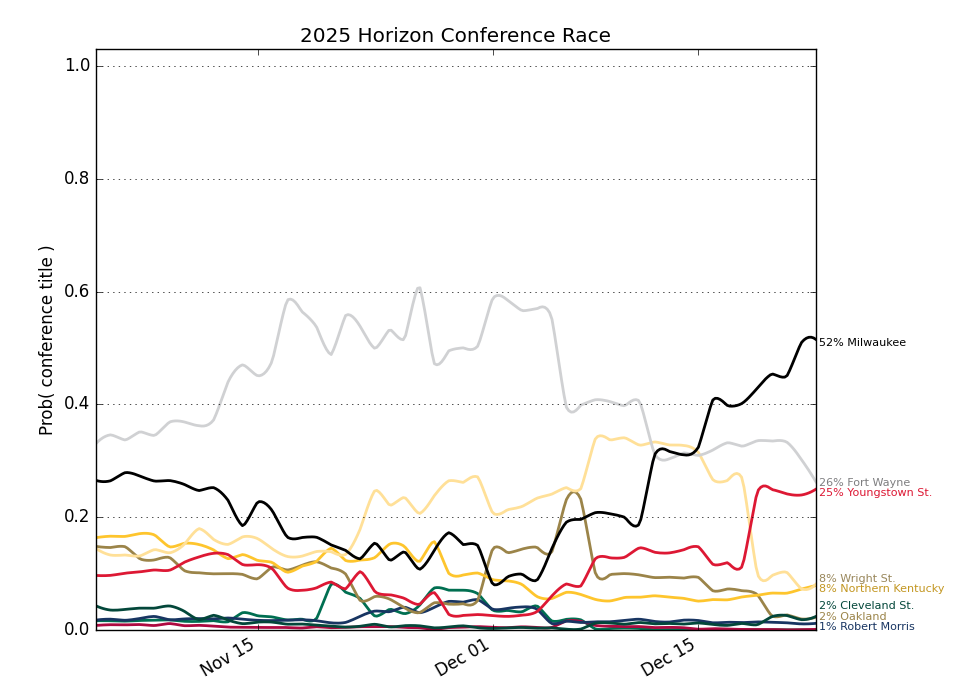 2025 Horizon Conference Race
Prob( conference title )
1.0
0.8
0.6
0.4
0.2
0.0
Nov 15
Dec 01
Dec 15
52% Milwaukee
26% Fort Wayne
25% Youngstown St.
8% Wright St.
8% Northern Kentucky
2% Cleveland St.
2% Oakland
1% Robert Morris